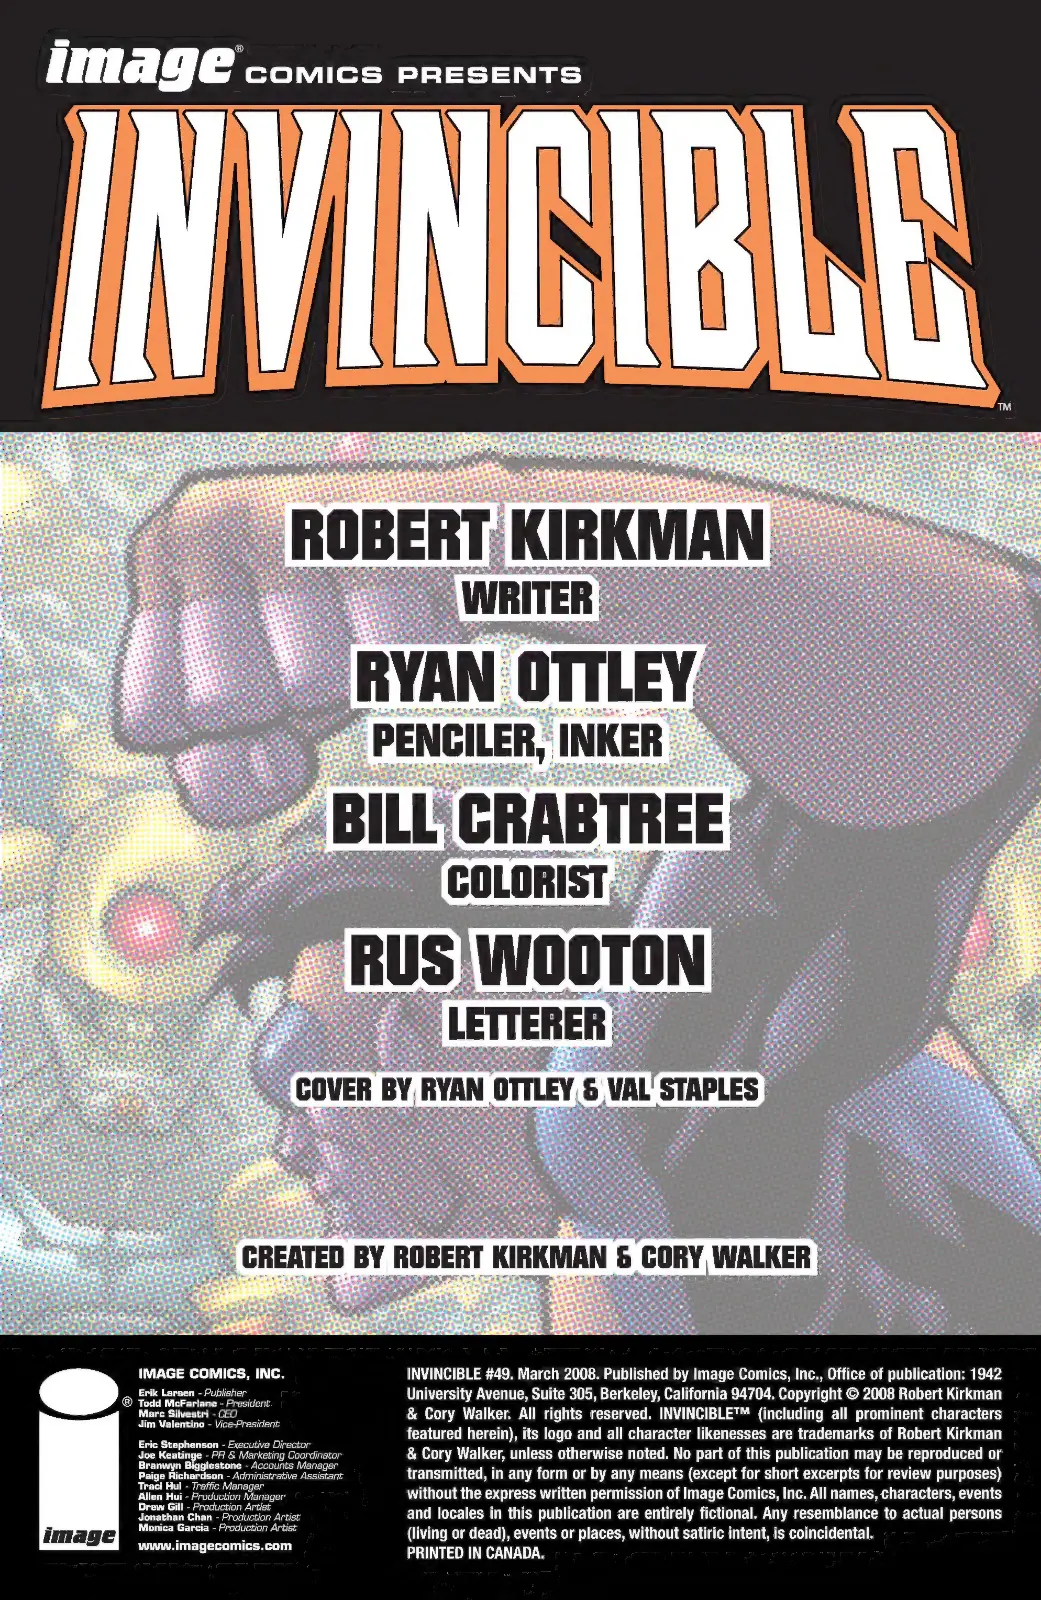 image® COMICS PRESENTS
INVINCIBLE™
ROBERT KIRKMAN
WRITER
RYAN OTTLEY
PENCILER, INKER
BILL CRABTREE
COLORIST
RUS WOOTON
LETTERER
COVER BY RYAN OTTLEY & VAL STAPLES
CREATED BY ROBERT KIRKMAN & CORY WALKER
®
image
IMAGE COMICS, INC.
Erik Larsen - Publisher
Todd McFarlane - President
Marc Silvestri - CEO
Jim Valentino - Vice-President
Eric Stephenson - Executive Director
Joe Keatinge - PR & Marketing Coordinator
Branwyn Bigglestone - Accounts Manager
Paige Richardson - Administrative Assistant
Traci Hui - Traffic Manager
Allen Hui - Production Manager
Drew Gill - Production Artist
Jonathan Chan - Production Artist
Monica Garcia - Production Artist
www.imagecomics.com
INVINCIBLE #49. March 2008. Published by Image Comics, Inc., Office of publication: 1942
University Avenue, Suite 305, Berkeley, California 94704. Copyright © 2008 Robert Kirkman
& Cory Walker. All rights reserved. INVINCIBLE™ (including all prominent characters
featured herein), its logo and all character likenesses are trademarks of Robert Kirkman
& Cory Walker, unless otherwise noted. No part of this publication may be reproduced or
transmitted, in any form or by any means (except for short excerpts for review purposes)
without the express written permission of Image Comics, Inc. All names, characters, events
and locales in this publication are entirely fictional. Any resemblance to actual persons
(living or dead), events or places, without satiric intent, is coincidental.
PRINTED IN CANADA.